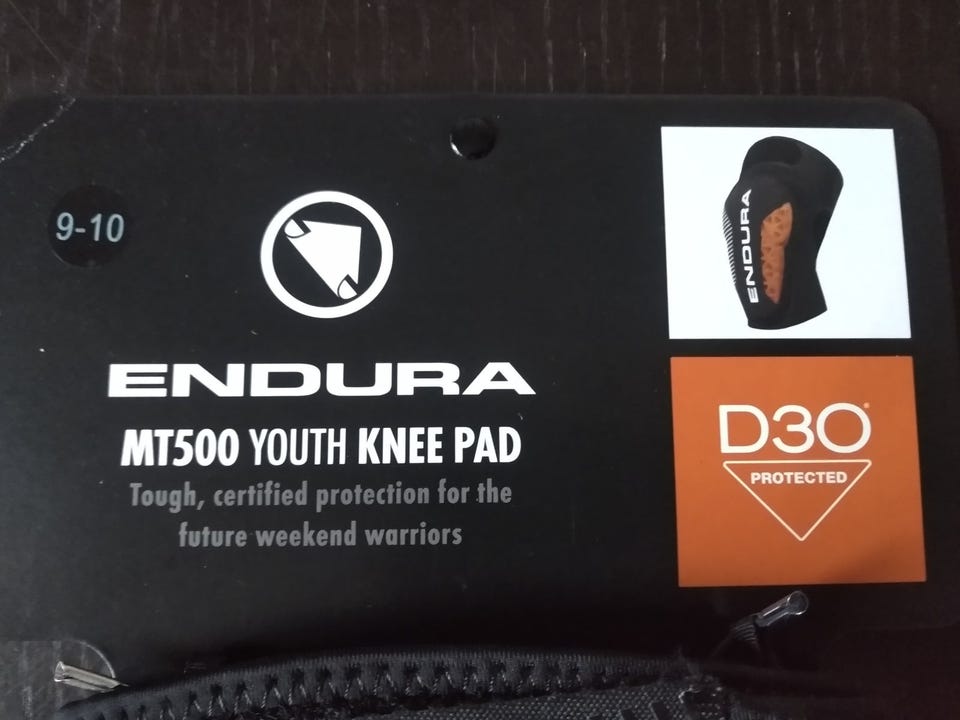 9-10
ENDURA
MT500 YOUTH KNEE PAD
Tough, certified protection for the
future weekend warriors
ENDURA
D3O®
PROTECTED